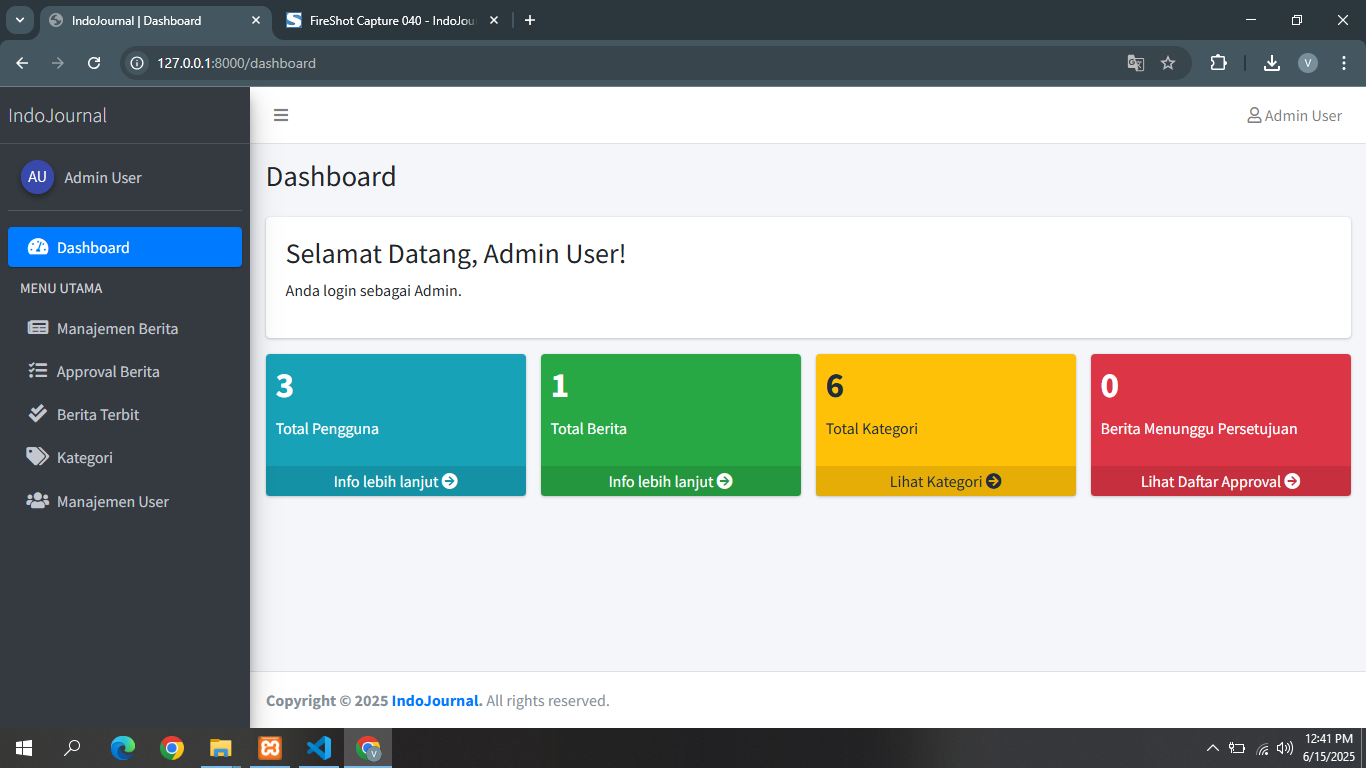 IndoJournal | Dashboard
FireShot Capture 040 - IndoJou
127.0.0.1:8000/dashboard
V
IndoJournal
Admin User
AU Admin User
Dashboard
Dashboard
MENU UTAMA
Manajemen Berita
Approval Berita
Berita Terbit
Kategori
Manajemen User
Selamat Datang, Admin User!
Anda login sebagai Admin.
3
Total Pengguna
Info lebih lanjut
1
Total Berita
Info lebih lanjut
6
Total Kategori
Lihat Kategori
0
Berita Menunggu Persetujuan
Lihat Daftar Approval
Copyright © 2025 IndoJournal. All rights reserved.
V
12:41 PM
6/15/2025